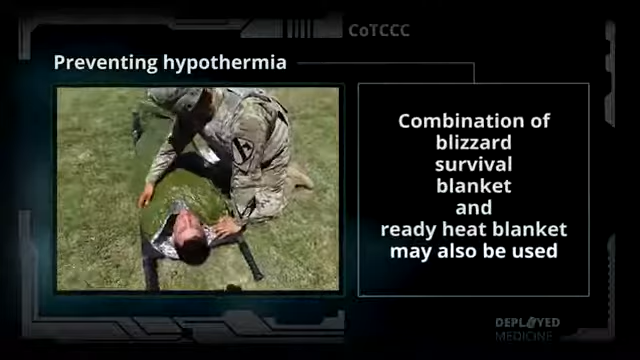 CoTCCC
Preventing hypothermia
Combination of
blizzard
survival
blanket
and
ready heat blanket
may also be used
DEPLOYED
MEDICINE